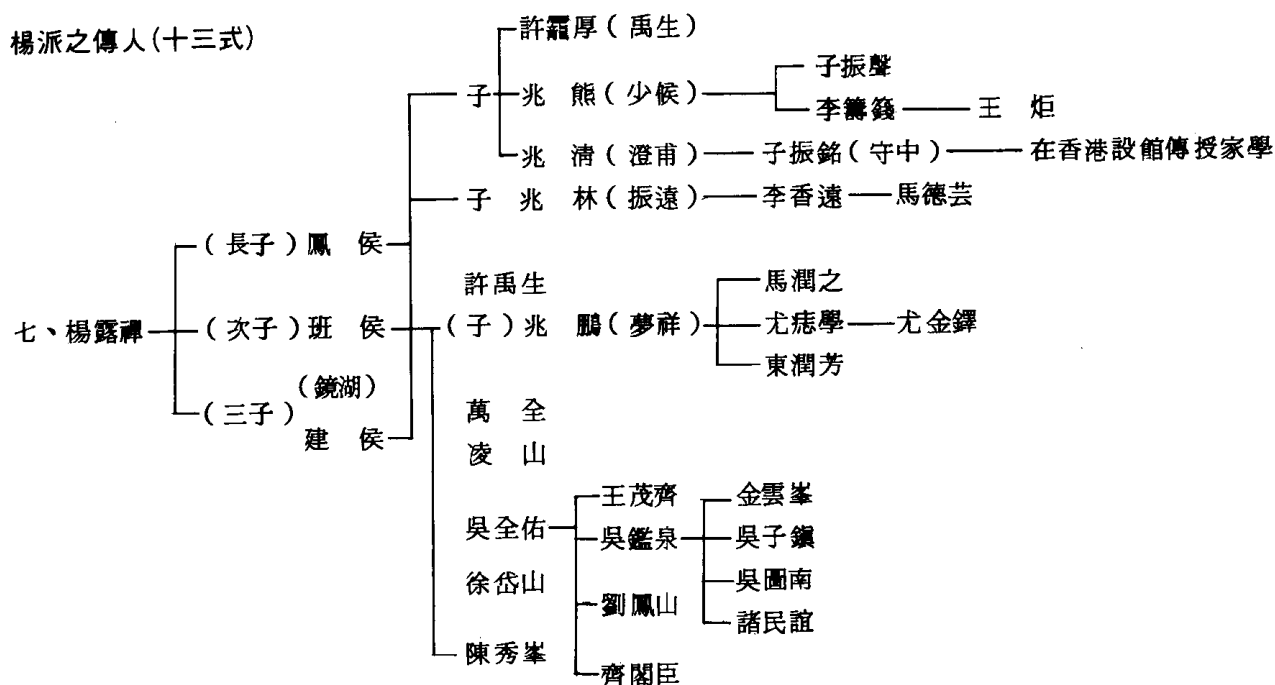 楊派之傳人(十三式)
許龗厚(禹生)
子 兆 熊(少候)
子振聲
李籌篯 王 炬
兆 清(澄甫) 子振銘(守中) 在香港設館傳授家學
子 兆 林(振遠) 李香遠 馬德芸
(長子)鳳 侯
許禹生
馬潤之
七、楊露禪 (次子)班 侯 (子)兆 鵬(夢祥) 尤痣學 尤金鐸
東潤芳
(鏡湖)
(三子) 建 侯
萬 全
凌 山
王茂齊 金雲峯
吳全佑 吳鑑泉 吳子鎭
徐岱山 吳圖南
劉鳳山 諸民誼
陳秀峯
齊閣臣